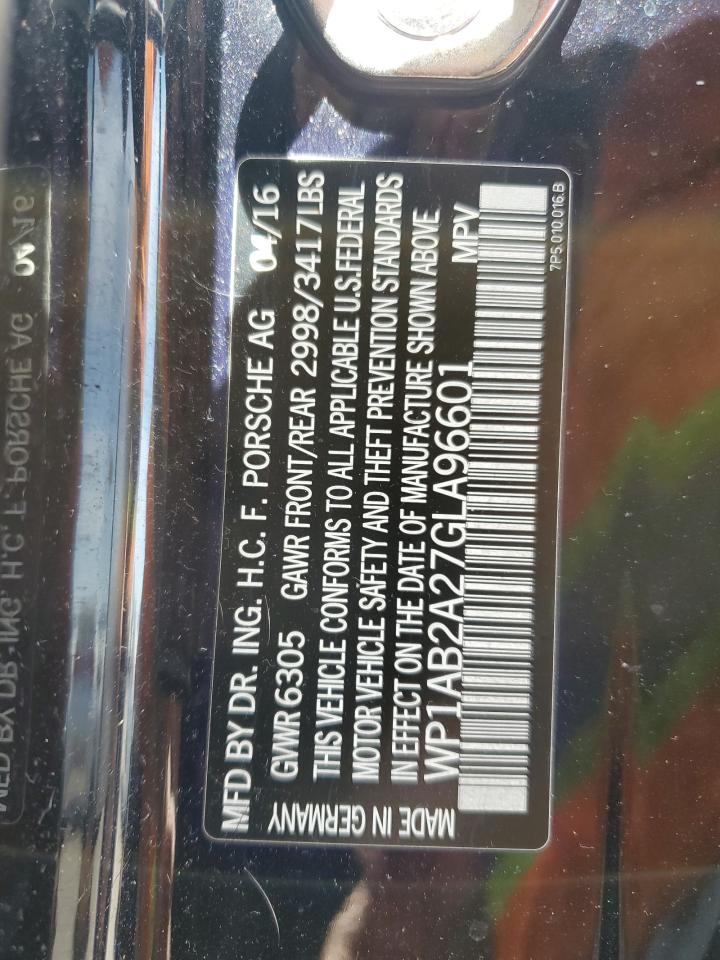 MFD BY DR. ING. H.C. F. PORSCHE AG 04/16
GWWR 6305 GAWR FRONT/REAR 2998/3417LBS
THIS VEHICLE CONFORMS TO ALL APPLICABLE U.S.FEDERAL
MOTOR VEHICLE SAFETY AND THEFT PREVENTION STANDARDS
IN EFFECT ON THE DATE OF MANUFACTURE SHOWN ABOVE
WP1AB2A27GLA96601 MPV
MADE IN GERMANY
7P5.010.016.B